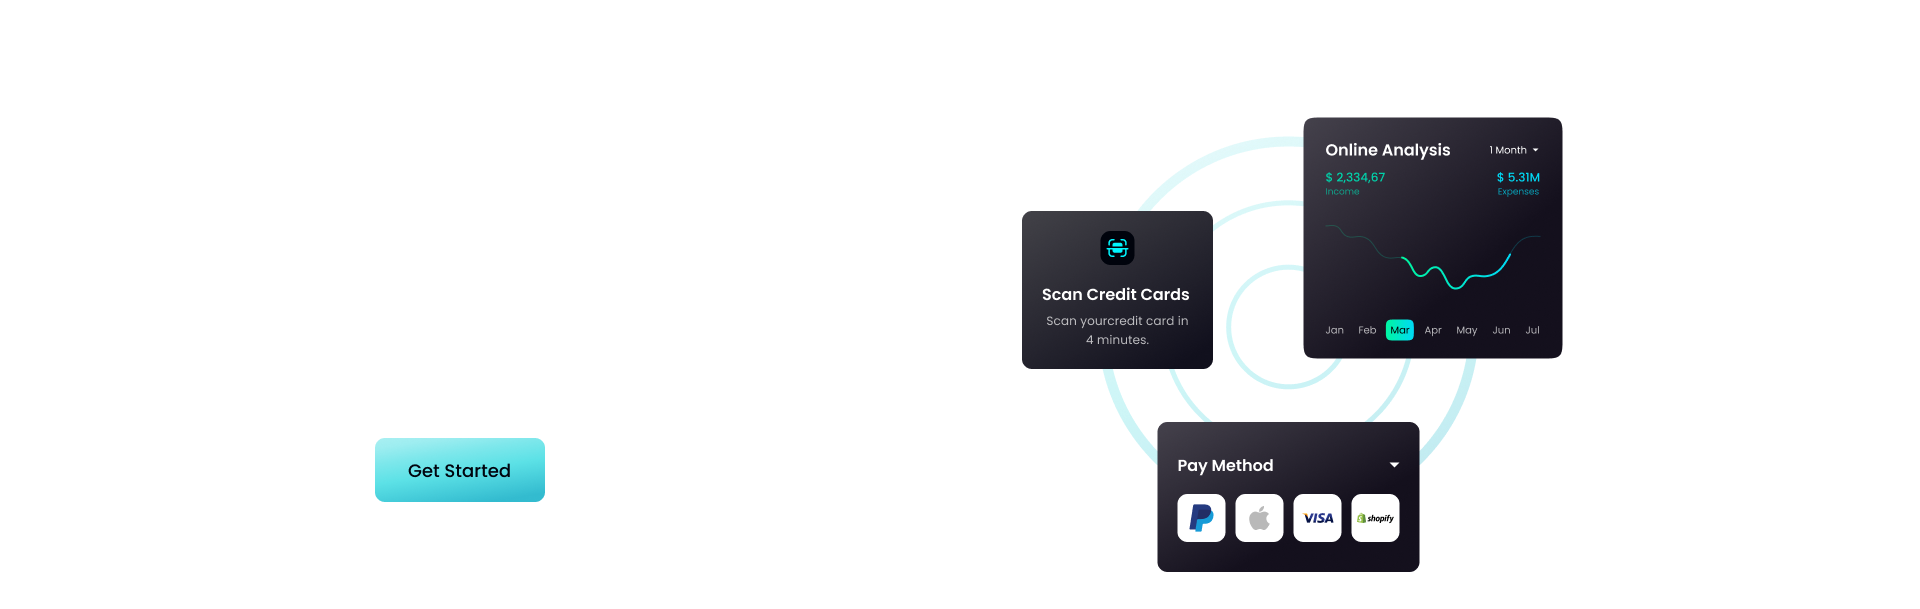 Online Analysis
1 Month
$ 2,334,67
$ 5.31M
Income
Expenses
Jan Feb Mar Apr May Jun Jul
Scan Credit Cards
Scan yourcredit card in
4 minutes.
Get Started
Pay Method
VISA
shopify